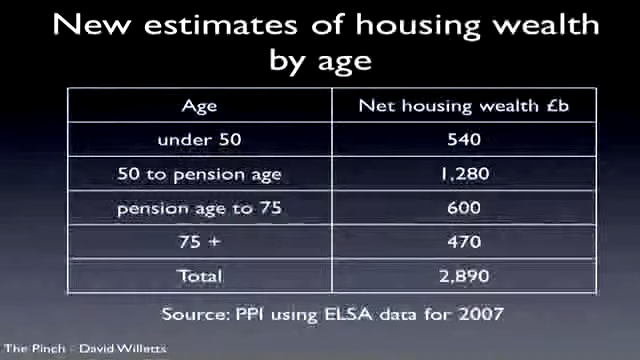 New estimates of housing wealth
by age
Age Net housing wealth £b
under 50 540
50 to pension age 1,280
pension age to 75 600
75 + 470
Total 2,890
Source: PPI using ELSA data for 2007
The Pinch - David Willetts